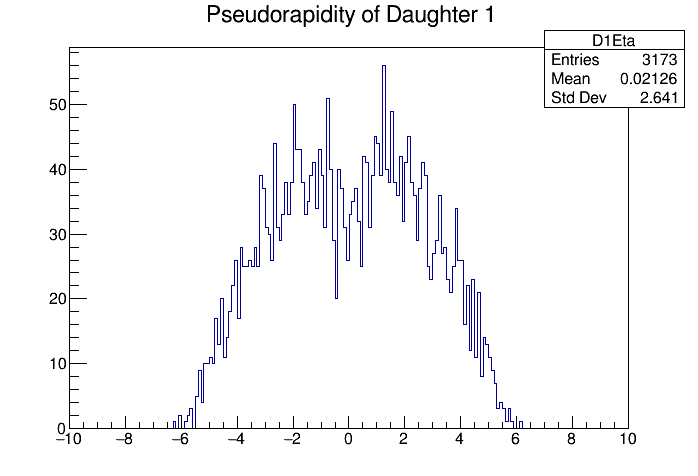 Pseudorapidity of Daughter 1
D1Eta
Entries 3173
Mean 0.02126
Std Dev 2.641
50
40
30
20
10
0
−10 −8 −6 −4 −2 0 2 4 6 8 10